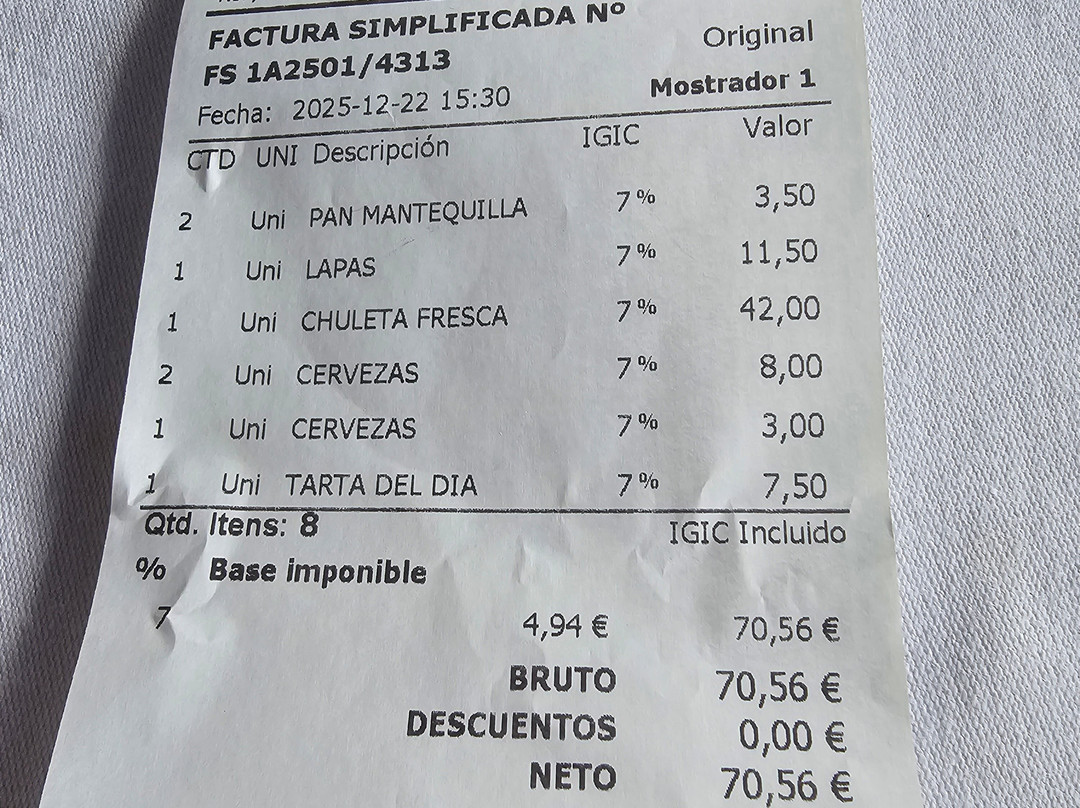 FACTURA SIMPLIFICADA Nº
FS 1A2501/4313 Original
Fecha: 2025-12-22 15:30 Mostrador 1
CTD UNI Descripción IGIC Valor
2 Uni PAN MANTEQUILLA 7% 3,50
1 Uni LAPAS 7% 11,50
1 Uni CHULETA FRESCA 7% 42,00
2 Uni CERVEZAS 7% 8,00
1 Uni CERVEZAS 7% 3,00
1 Uni TARTA DEL DIA 7% 7,50
Qtd. Itens: 8 IGIC Incluido
% Base imponible
7 4,94 € 70,56 €
BRUTO 70,56 €
DESCUENTOS 0,00 €
NETO 70,56 €